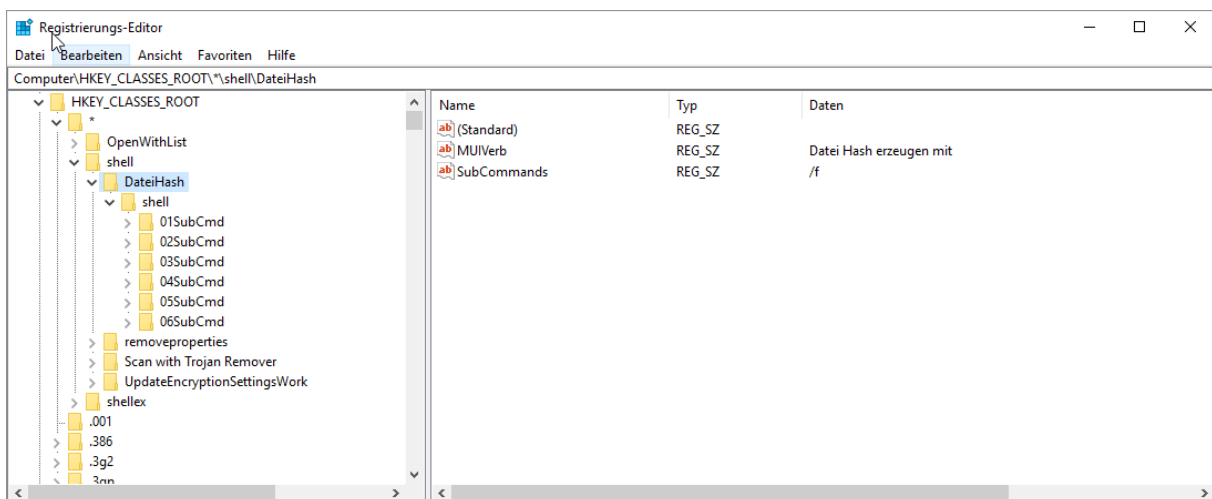 Registrierungs-Editor
Datei Bearbeiten Ansicht Favoriten Hilfe
Computer\HKEY_CLASSES_ROOT\*\shell\DateiHash
HKEY_CLASSES_ROOT
*
OpenWithList
shell
DateiHash
shell
01SubCmd
02SubCmd
03SubCmd
04SubCmd
05SubCmd
06SubCmd
removeproperties
Scan with Trojan Remover
UpdateEncryptionSettingsWork
shellex
.001
.386
.3g2
Name Typ Daten
ab (Standard) REG_SZ
ab MUIVerb REG_SZ Datei Hash erzeugen mit
ab SubCommands REG_SZ /f